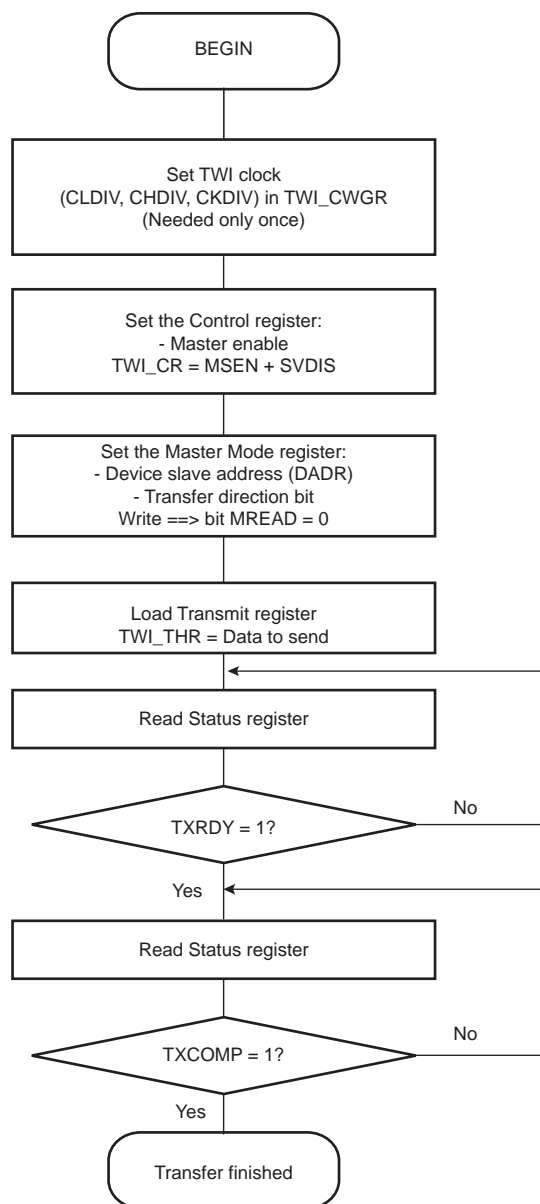 BEGIN
Set TWI clock
(CLDIV, CHDIV, CKDIV) in TWI_CWGR
(Needed only once)
Set the Control register:
- Master enable
TWI_CR = MSEN + SVDIS
Set the Master Mode register:
- Device slave address (DADR)
- Transfer direction bit
Write ==> bit MREAD = 0
Load Transmit register
TWI_THR = Data to send
Read Status register
TXRDY = 1?
No
Yes
Read Status register
TXCOMP = 1?
No
Yes
Transfer finished